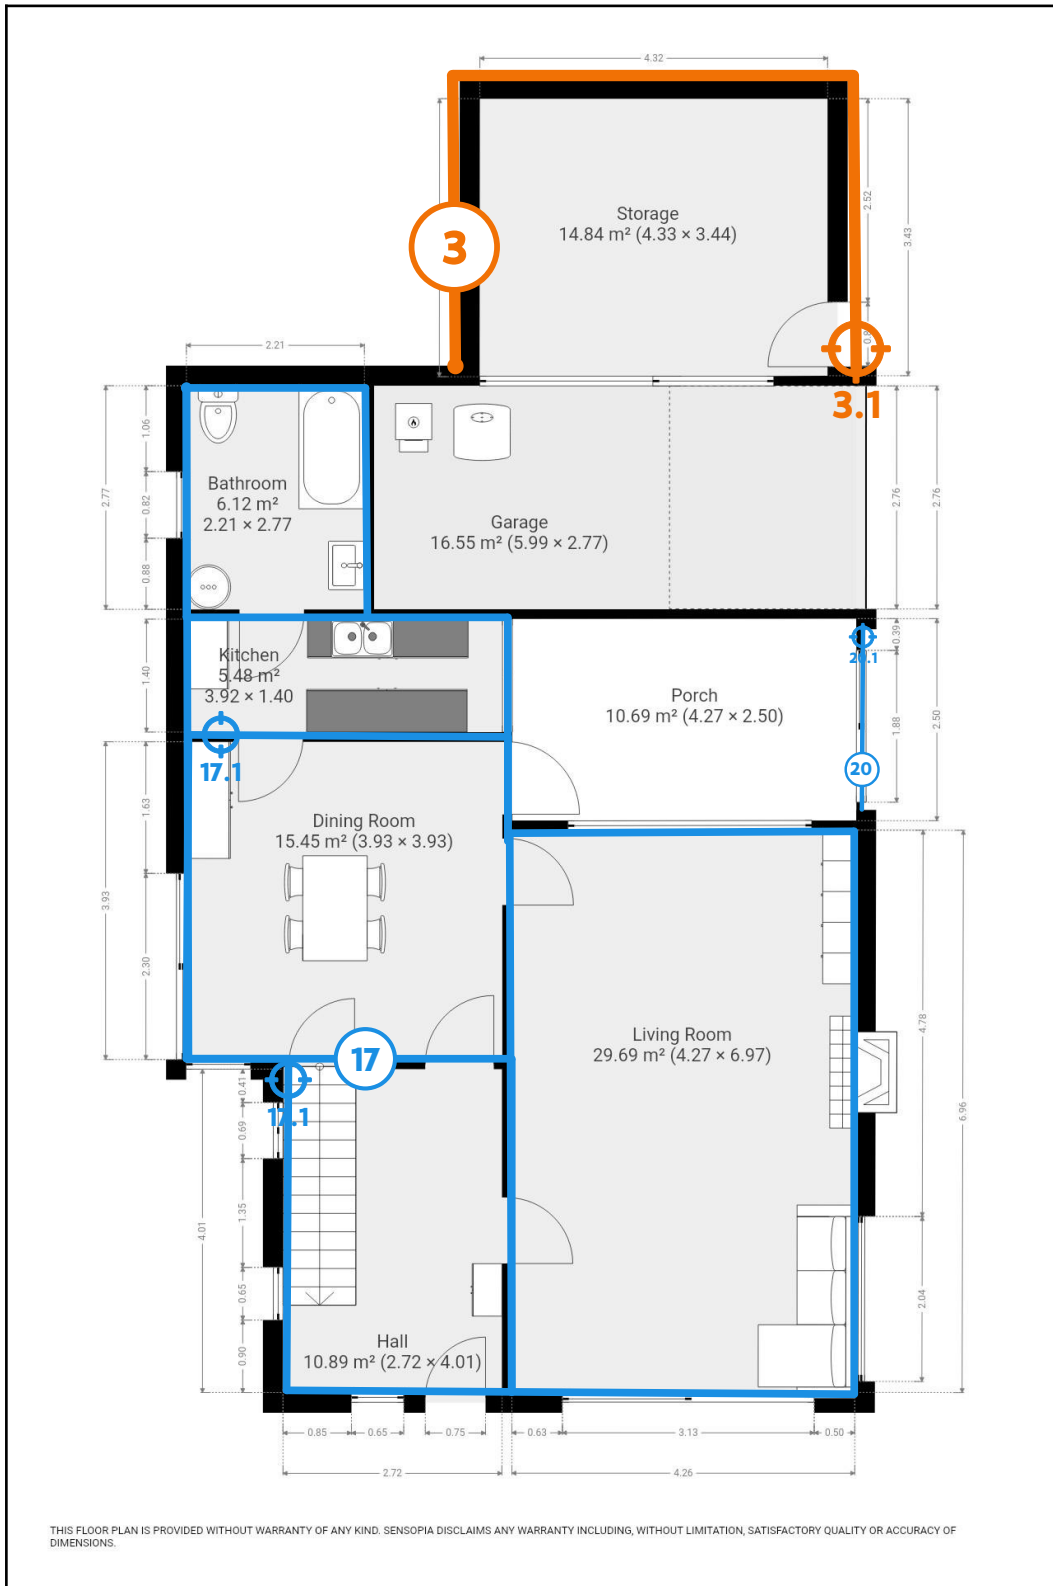 4.32
Storage
14.84 m² (4.33 × 3.44)
2.52
3.43
3
2.21
3.1
1.06
2.77
0.82
0.88
Bathroom
6.12 m²
2.21 × 2.77
Garage
16.55 m² (5.99 × 2.77)
2.76
2.76
Kitchen
5.48 m²
3.92 × 1.40
1.40
17.1
0.39
20.1
Porch
10.69 m² (4.27 × 2.50)
1.88
2.50
20
1.63
3.93
2.30
Dining Room
15.45 m² (3.93 × 3.93)
Living Room
29.69 m² (4.27 × 6.97)
4.78
6.96
2.04
17
17.1
0.41
0.69
1.35
4.01
0.65
0.90
Hall
10.89 m² (2.72 × 4.01)
0.85
0.65
0.75
0.63
3.13
0.50
2.72
4.26
THIS FLOOR PLAN IS PROVIDED WITHOUT WARRANTY OF ANY KIND. SENSOPIA DISCLAIMS ANY WARRANTY INCLUDING, WITHOUT LIMITATION, SATISFACTORY QUALITY OR ACCURACY OF
DIMENSIONS.